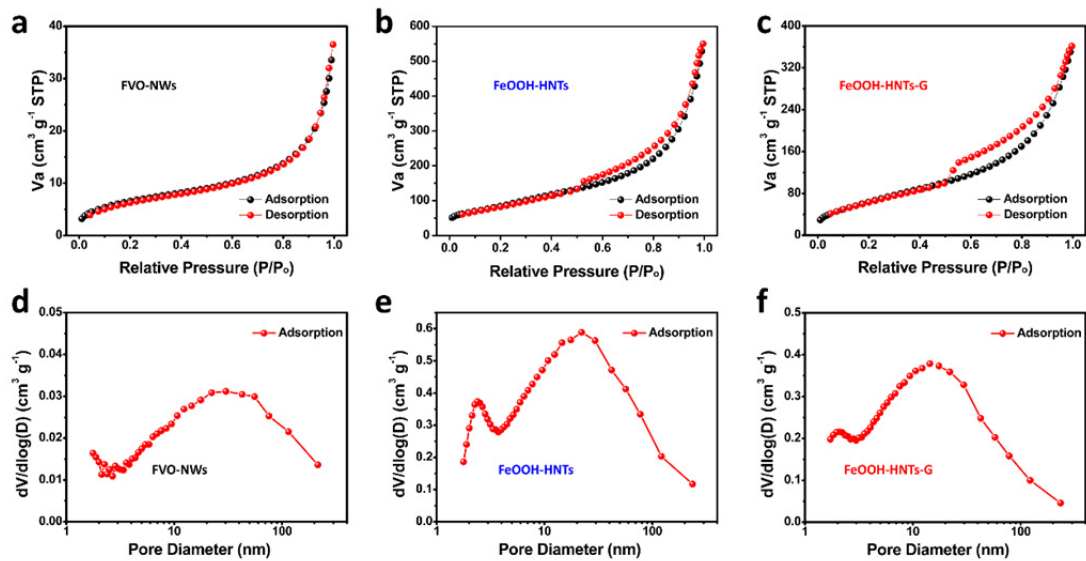 a
40
30
20
10
0
Va (cm³ g⁻¹ STP)
FVO-NWs
Adsorption
Desorption
0.0 0.2 0.4 0.6 0.8 1.0
Relative Pressure (P/Po)
b
600
500
400
300
200
100
0
Va (cm³ g⁻¹ STP)
FeOOH-HNTs
Adsorption
Desorption
0.0 0.2 0.4 0.6 0.8 1.0
Relative Pressure (P/Po)
c
400
320
240
160
80
0
Va (cm³ g⁻¹ STP)
FeOOH-HNTs-G
Adsorption
Desorption
0.0 0.2 0.4 0.6 0.8 1.0
Relative Pressure (P/Po)
d
0.05
0.04
0.03
0.02
0.01
0.00
dV/dlog(D) (cm³ g⁻¹)
Adsorption
FVO-NWs
1 10 100
Pore Diameter (nm)
e
0.6
0.5
0.4
0.3
0.2
0.1
0.0
dV/dlog(D) (cm³ g⁻¹)
Adsorption
FeOOH-HNTs
1 10 100
Pore Diameter (nm)
f
0.5
0.4
0.3
0.2
0.1
0.0
dV/dlog(D) (cm³ g⁻¹)
Adsorption
FeOOH-HNTs-G
1 10 100
Pore Diameter (nm)